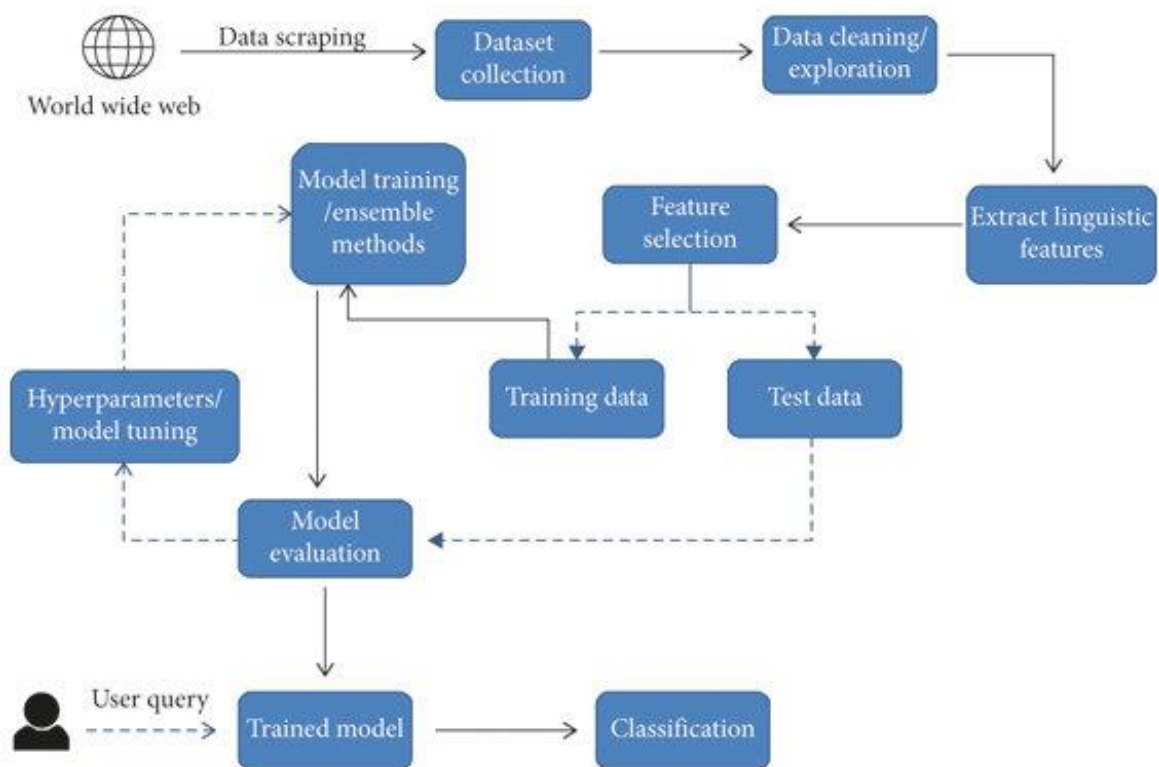 Data scraping
World wide web
Dataset
collection
Data cleaning/
exploration
Model training
/ensemble
methods
Feature
selection
Extract linguistic
features
Hyperparameters/
model tuning
Training data
Test data
Model
evaluation
User query
Trained model
Classification